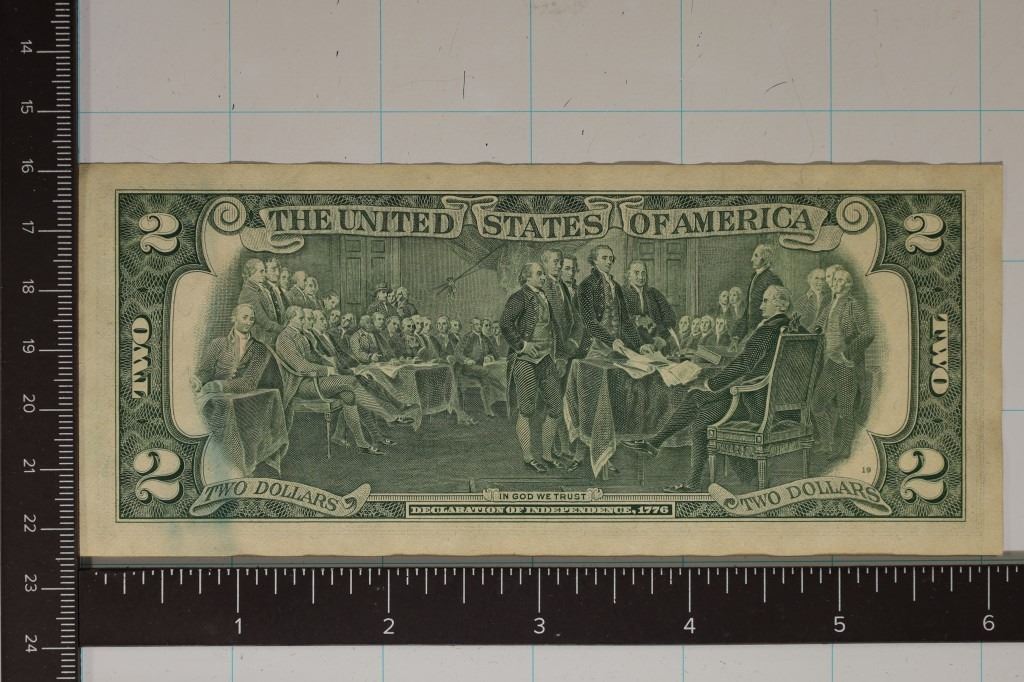 14
15
16
17
18
19
20
21
22
23
24
THE UNITED STATES OF AMERICA
2 2
TWO TWO
2 2
19
TWO DOLLARS IN GOD WE TRUST TWO DOLLARS
DECLARATION OF INDEPENDENCE, 1776
1 2 3 4 5 6